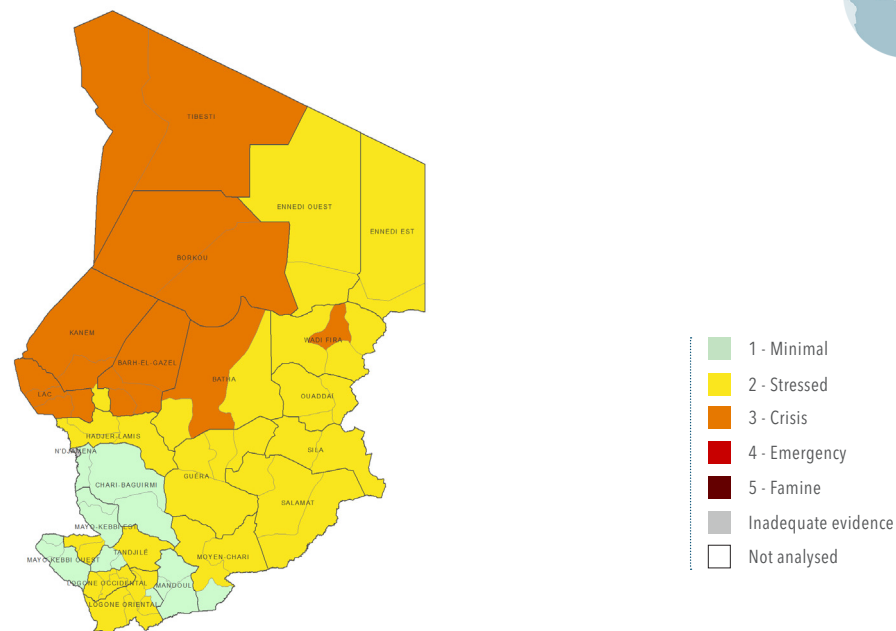 TIBESTI
ENNEDI OUEST
ENNEDI EST
BORKOU
KANEM
WADI FIRA
BARH-EL-GAZEL
BATHA
LAC
OUADDAI
HADJER-LAMIS
N'DJAMENA
SILA
GUERA
CHARI-BAGUIRMI
SALAMAT
MAYO-KEBBI EST
TANDJILÉ
MOYEN-CHARI
MAYO-KEBBI OUEST
LOGONE OCCIDENTAL
MANDOUL
LOGONE ORIENTAL
1 - Minimal
2 - Stressed
3 - Crisis
4 - Emergency
5 - Famine
Inadequate evidence
Not analysed